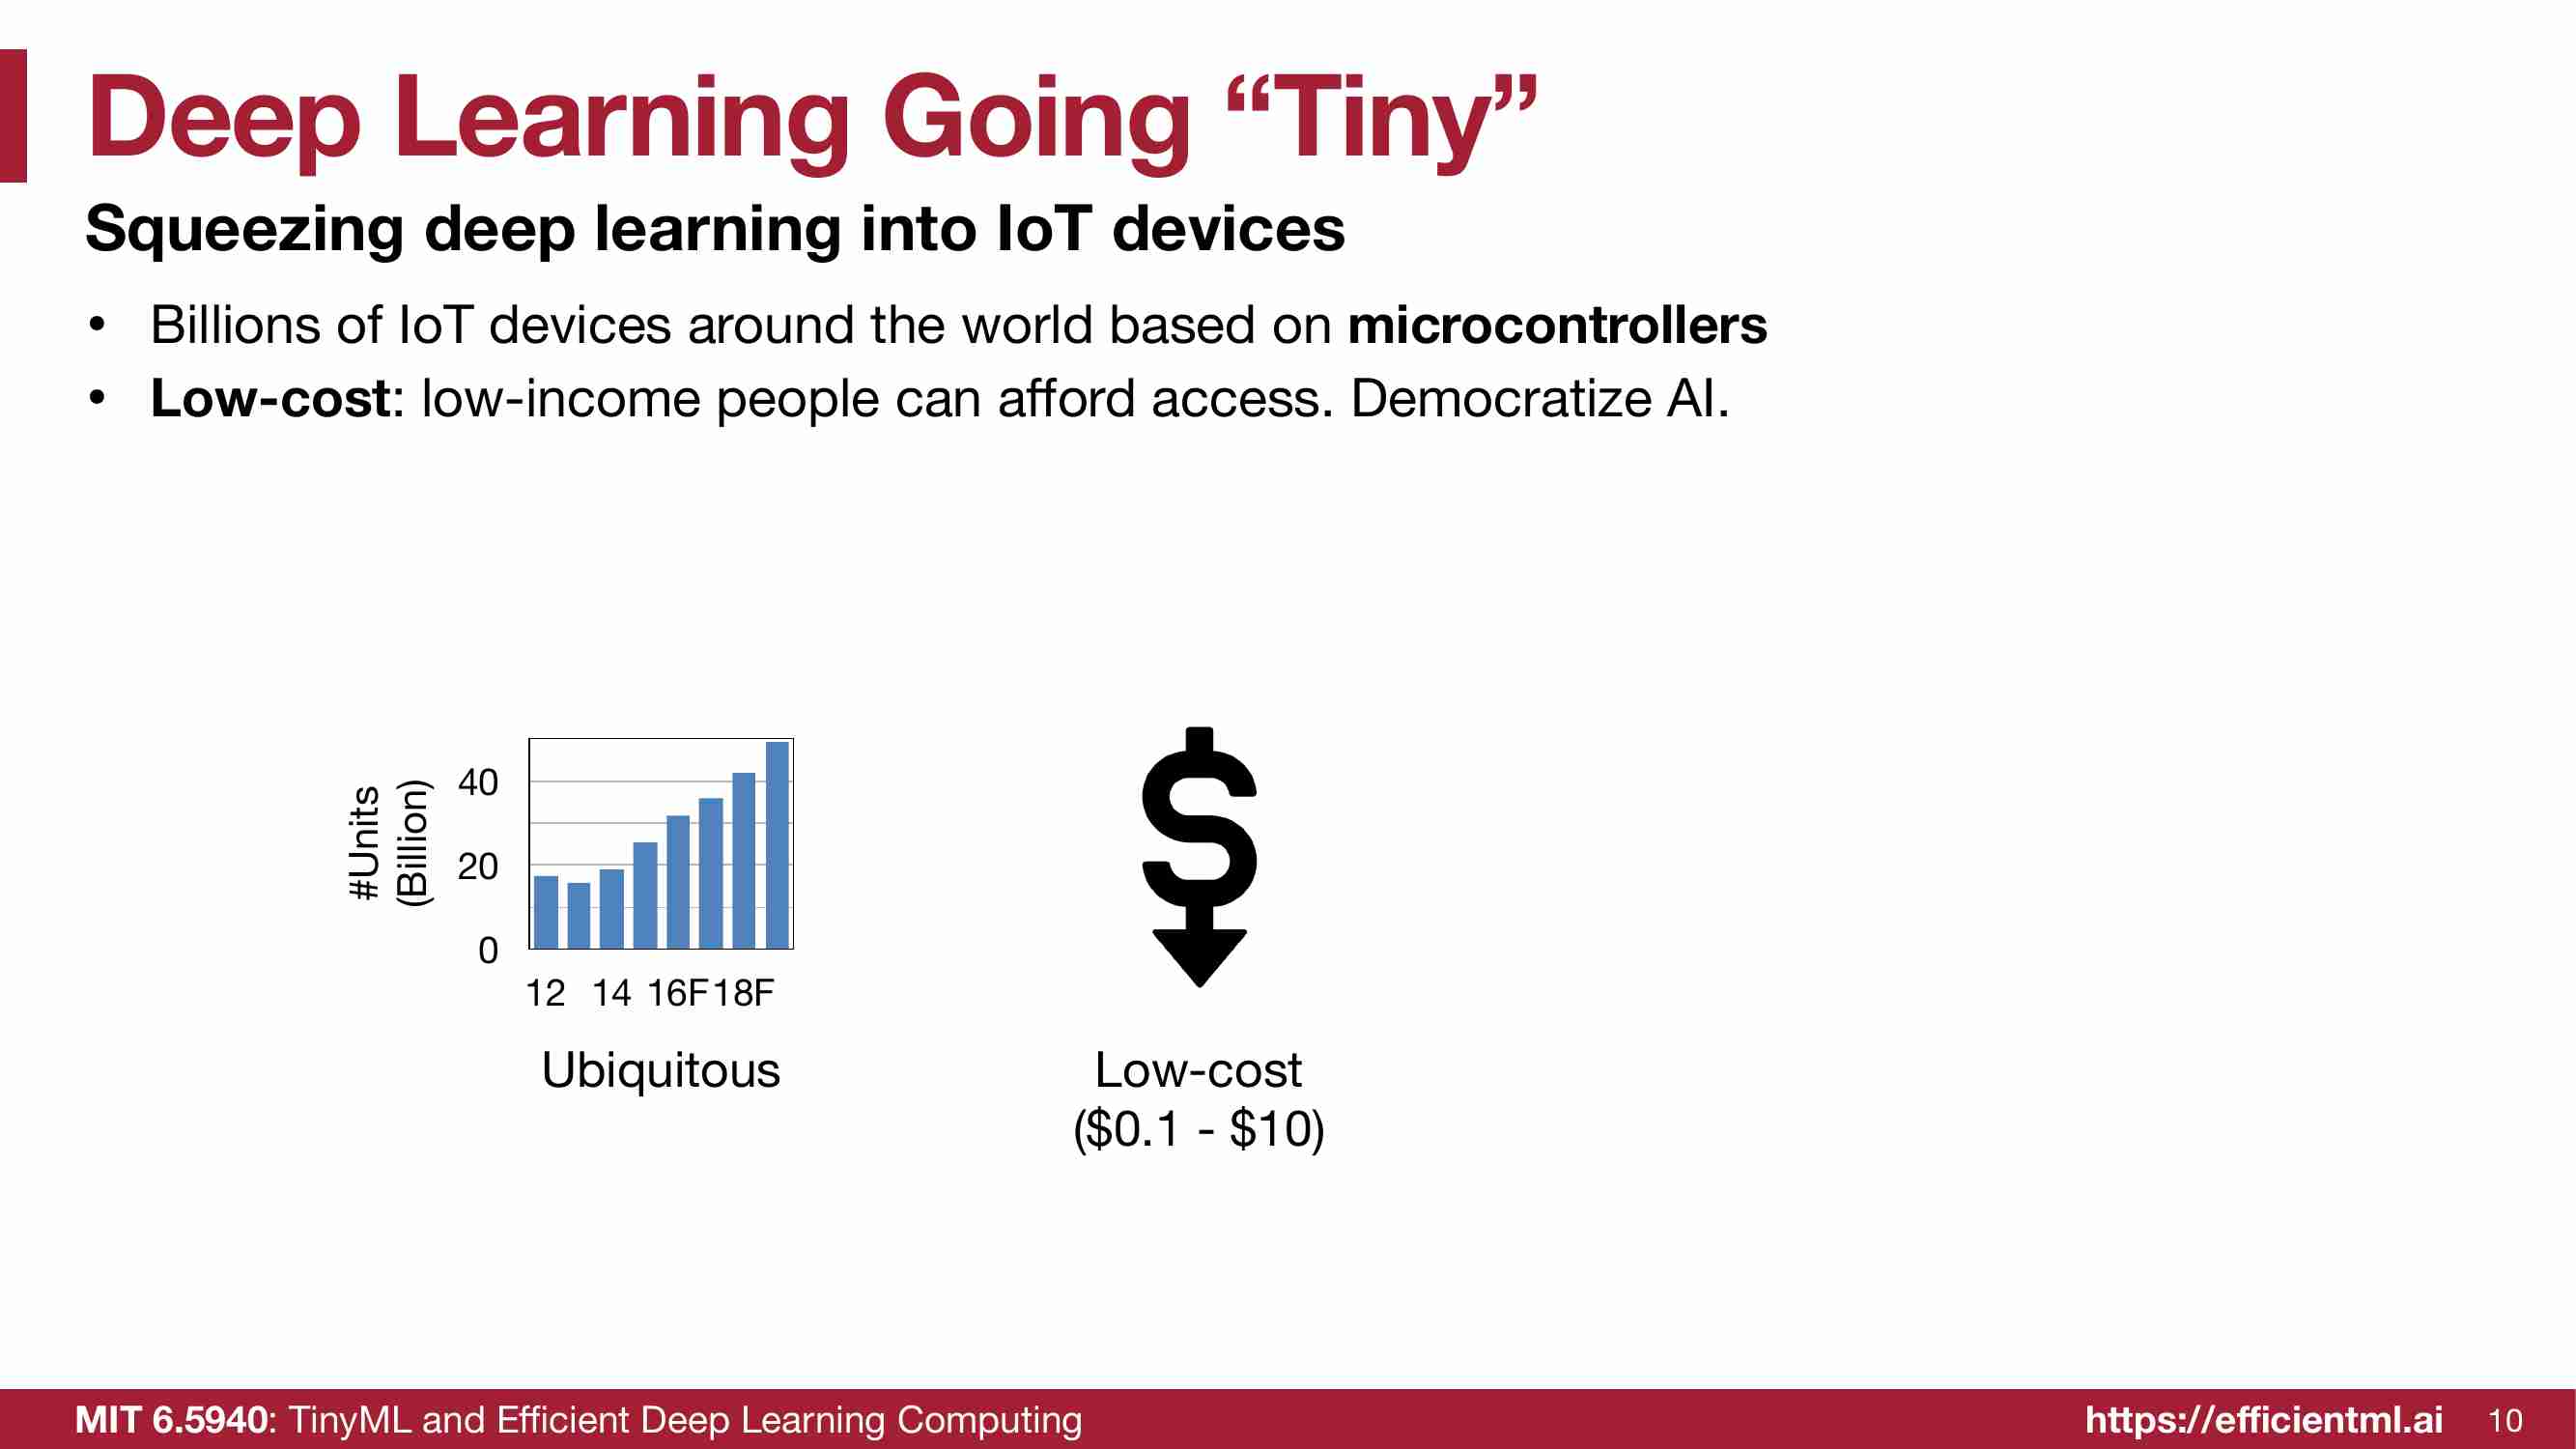 Deep Learning Going “Tiny”
Squeezing deep learning into IoT devices
• Billions of IoT devices around the world based on microcontrollers
• Low-cost: low-income people can afford access. Democratize AI.
#Units
(Billion)
40
20
0
12 14 16F 18F
Ubiquitous
$
Low-cost
($0.1 - $10)
MIT 6.5940: TinyML and Efficient Deep Learning Computing
https://efficientml.ai 10